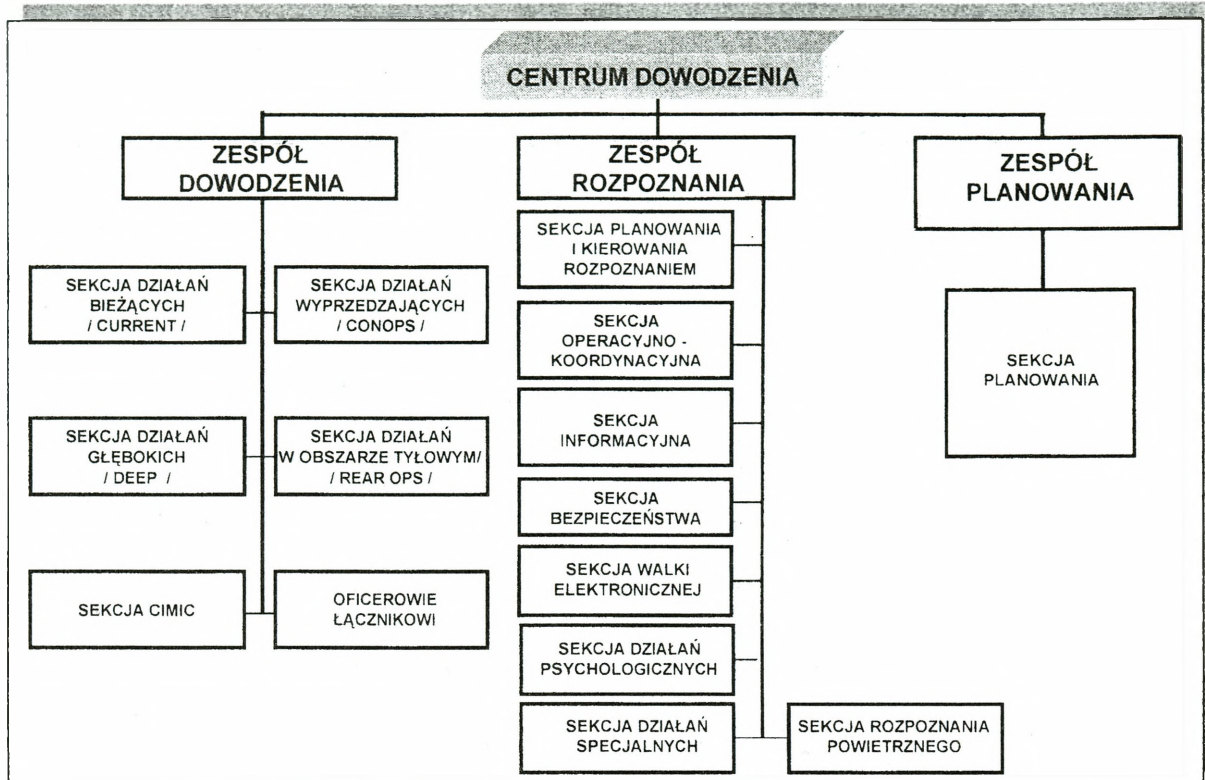 CENTRUM DOWODZENIA
ZESPÓŁ
DOWODZENIA
SEKCJA DZIAŁAŃ
BIEŻĄCYCH
/ CURRENT /
SEKCJA DZIAŁAŃ
WYPRZEDZAJĄCYCH
/ CONOPS /
SEKCJA DZIAŁAŃ
GŁĘBOKICH
/ DEEP /
SEKCJA DZIAŁAŃ
W OBSZARZE TYŁOWYM/
/ REAR OPS /
SEKCJA CIMIC
OFICEROWIE
ŁĄCZNIKOWI
ZESPÓŁ
ROZPOZNANIA
SEKCJA PLANOWANIA
I KIEROWANIA
ROZPOZNANIEM
SEKCJA
OPERACYJNO -
KOORDYNACYJNA
SEKCJA
INFORMACYJNA
SEKCJA
BEZPIECZEŃSTWA
SEKCJA WALKI
ELEKTRONICZNEJ
SEKCJA DZIAŁAŃ
PSYCHOLOGICZNYCH
SEKCJA DZIAŁAŃ
SPECJALNYCH
SEKCJA ROZPOZNANIA
POWIETRZNEGO
ZESPÓŁ
PLANOWANIA
SEKCJA
PLANOWANIA